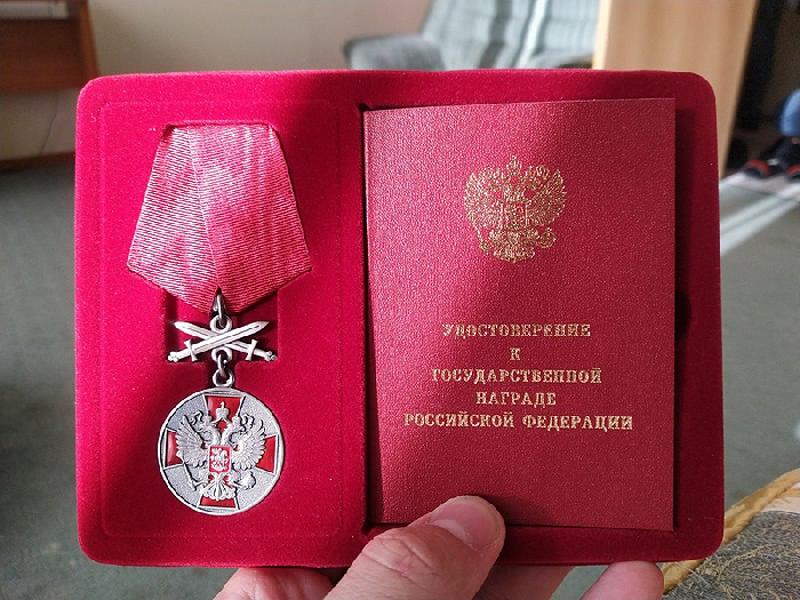 УДОСТОВЕРЕНИЕ
К
ГОСУДАРСТВЕННОЙ
НАГРАДЕ
РОССИЙСКОЙ ФЕДЕРАЦИИ